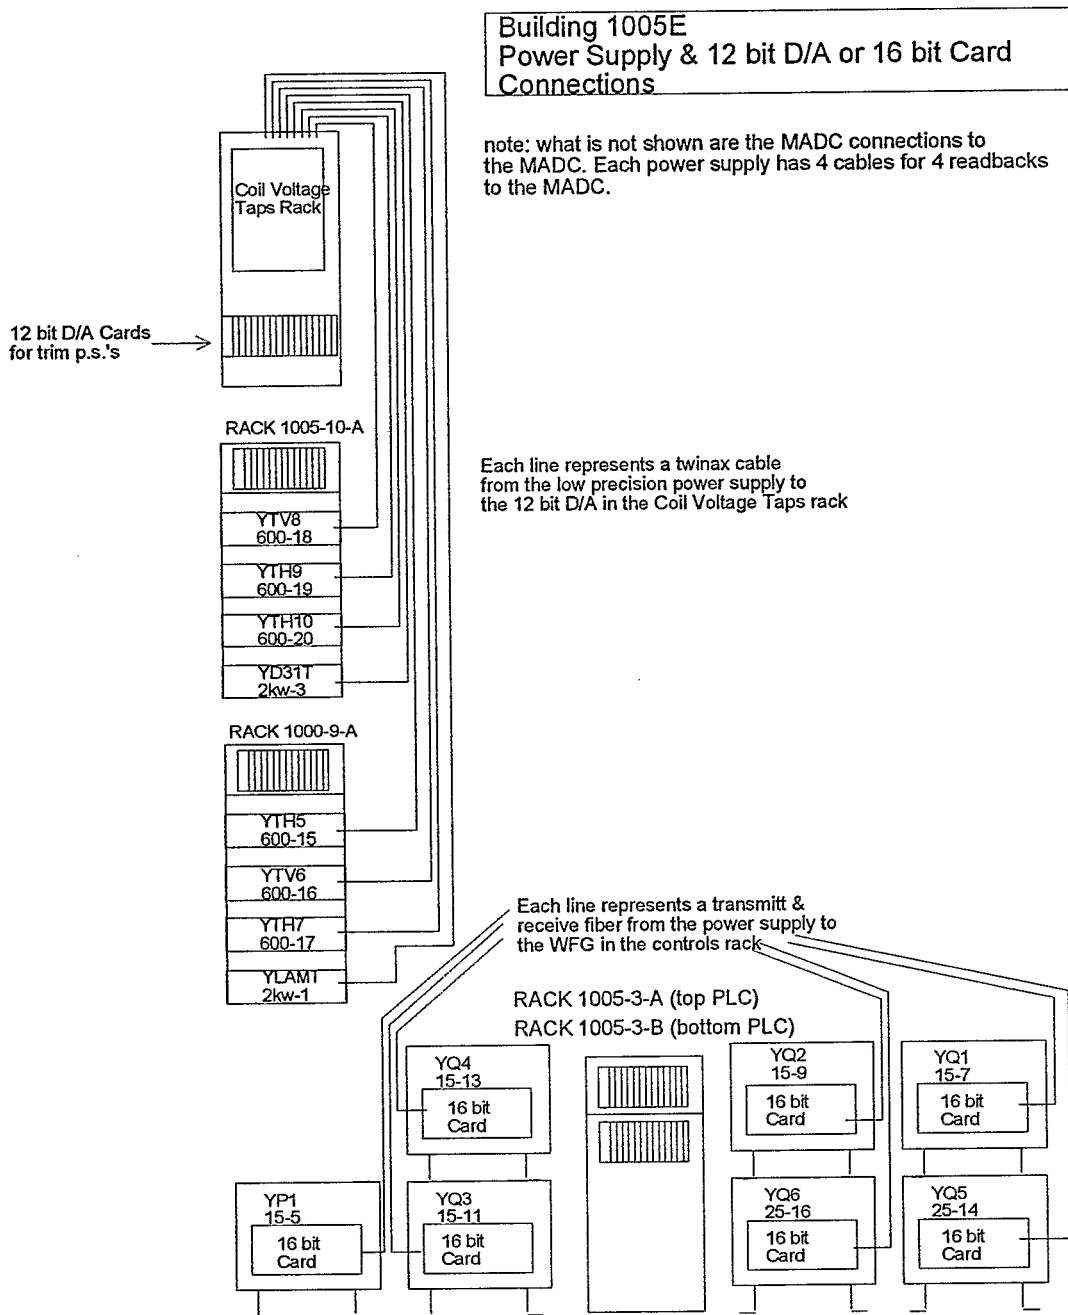 Building 1005E
Power Supply & 12 bit D/A or 16 bit Card
Connections
note: what is not shown are the MADC connections to
the MADC. Each power supply has 4 cables for 4 readbacks
to the MADC.
Coil Voltage
Taps Rack
12 bit D/A Cards
for trim p.s.'s
RACK 1005-10-A
Each line represents a twinax cable
from the low precision power supply to
the 12 bit D/A in the Coil Voltage Taps rack
YTV8
600-18
YTH9
600-19
YTH10
600-20
YD31T
2kw-3
RACK 1000-9-A
YTH5
600-15
YTV6
600-16
YTH7
600-17
YLAMT
2kw-1
Each line represents a transmitt &
receive fiber from the power supply to
the WFG in the controls rack
RACK 1005-3-A (top PLC)
RACK 1005-3-B (bottom PLC)
YQ4
15-13
16 bit
Card
YQ2
15-9
16 bit
Card
YQ1
15-7
16 bit
Card
YP1
15-5
16 bit
Card
YQ3
15-11
16 bit
Card
YQ6
25-16
16 bit
Card
YQ5
25-14
16 bit
Card